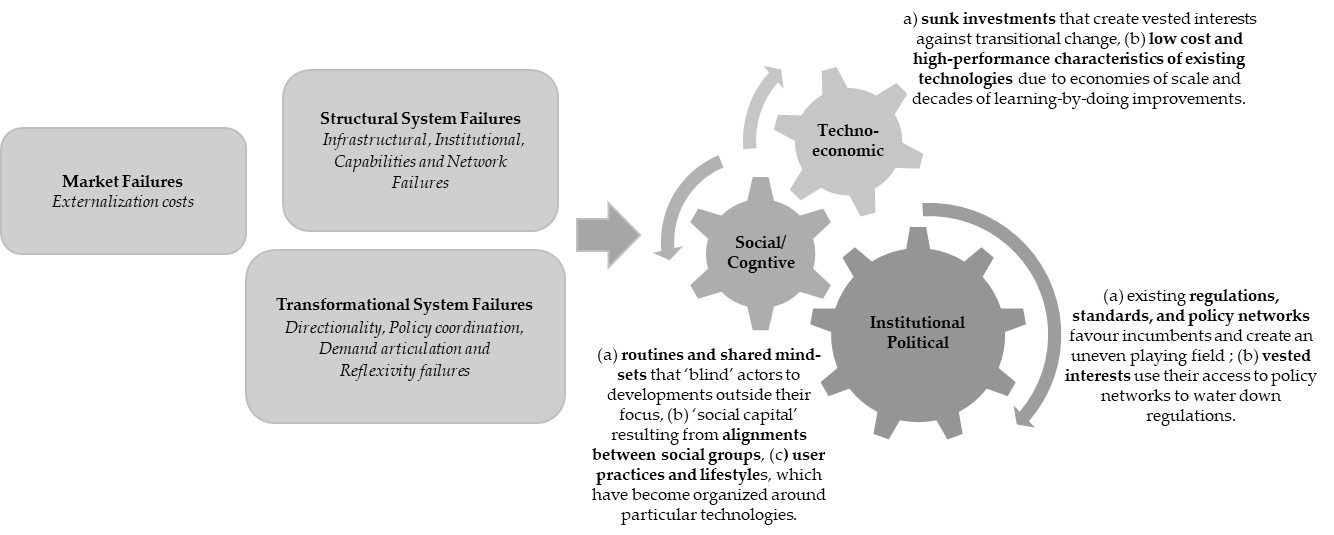 Market Failures
Externalization costs
Structural System Failures
Infrastructural, Institutional,
Capabilities and Network
Failures
Transformational System Failures
Directionality, Policy coordination,
Demand articulation and
Reflexivity failures
a) sunk investments that create vested interests
against transitional change, (b) low cost and
high-performance characteristics of existing
technologies due to economies of scale and
decades of learning-by-doing improvements.
Techno-
economic
Social/
Cogntive
Institutional
Political
(a) routines and shared mind-
sets that ‘blind’ actors to
developments outside their
focus, (b) ‘social capital’
resulting from alignments
between social groups, (c) user
practices and lifestyles, which
have become organized around
particular technologies.
(a) existing regulations,
standards, and policy networks
favour incumbents and create an
uneven playing field ; (b) vested
interests use their access to policy
networks to water down
regulations.